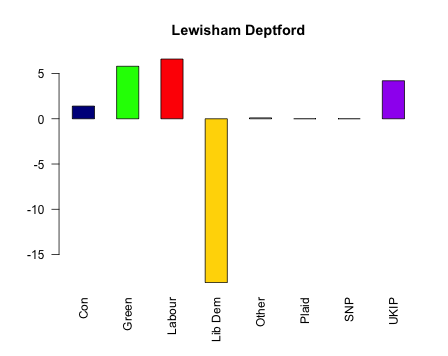 Lewisham Deptford
5
0
-5
-10
-15
Con
Green
Labour
Lib Dem
Other
Plaid
SNP
UKIP